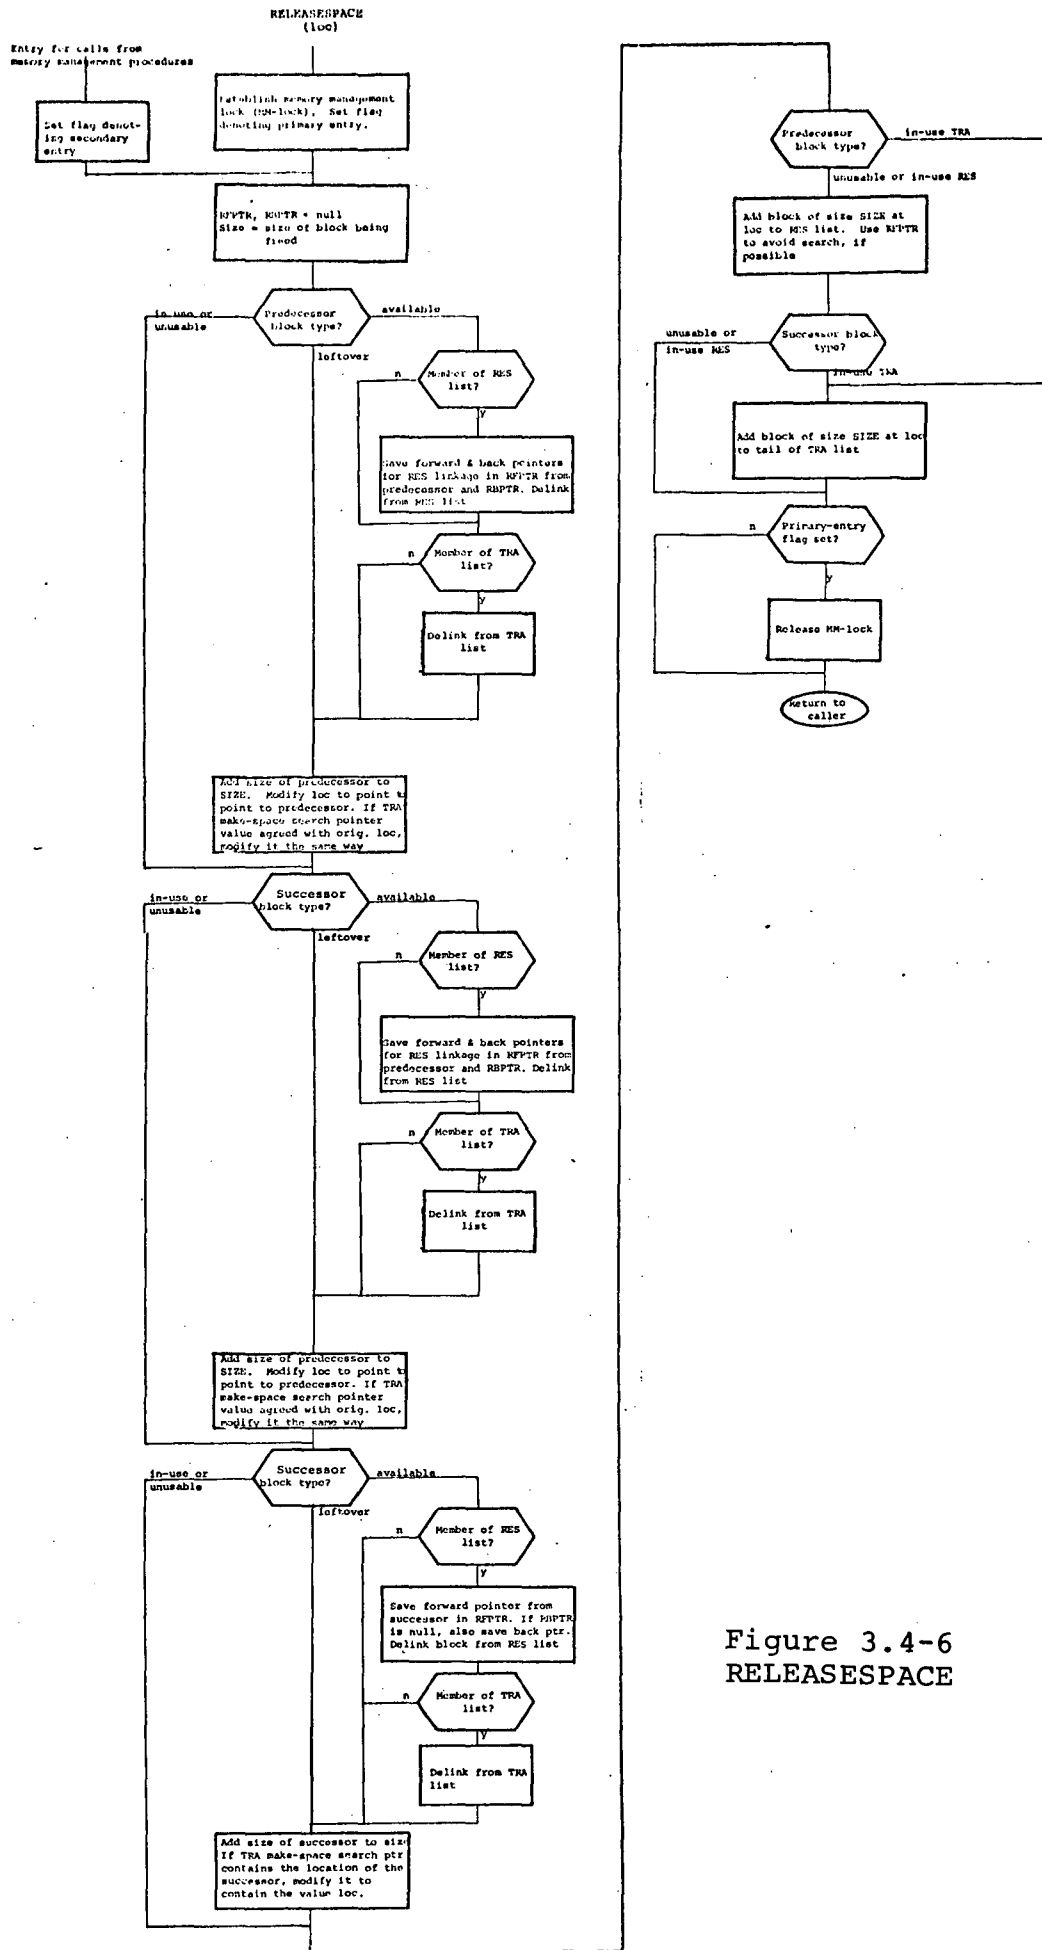 RELEASESPACE
(loc)
Entry for calls from
memory management procedures
Set flag denot-
ing secondary
entry
Establish memory management
lock (MM-lock). Set flag
denoting primary entry.
RFPTR, RBPTR = null
Size = size of block being
freed
Predecessor
block type?
in use or
unusable
available
leftover
Member of RES
list?
n
y
Save forward & back pointers
for RES linkage in RFPTR from
predecessor and RBPTR. Delink
from RES list
Member of TRA
list?
n
y
Delink from TRA
list
Add size of predecessor to
SIZE. Modify loc to point to
point to predecessor. If TRA
make-space search pointer
value agreed with orig. loc,
modify it the same way
Successor
block type?
in-use or
unusable
available
leftover
Member of RES
list?
n
y
Save forward & back pointers
for RES linkage in RFPTR from
predecessor and RBPTR. Delink
from RES list
Member of TRA
list?
n
y
Delink from TRA
list
Add size of predecessor to
SIZE. Modify loc to point to
point to predecessor. If TRA
make-space search pointer
value agreed with orig. loc,
modify it the same way
Successor
block type?
in-use or
unusable
available
leftover
Member of RES
list?
n
y
Save forward pointer from
successor in RFPTR. If RBPTR
is null, also save back ptr.
Delink block from RES list
Member of TRA
list?
n
y
Delink from TRA
list
Add size of successor to size
If TRA make-space search ptr
contains the location of the
successor, modify it to
contain the value loc.
Predecessor
block type?
in-use TRA
unusable or in-use RES
Add block of size SIZE at
loc to RES list. Use RFPTR
to avoid search, if
possible
Successor block
type?
unusable or
in-use RES
in-use TRA
Add block of size SIZE at loc
to tail of TRA list
Primary-entry
flag set?
n
y
Release MM-lock
Return to
caller
Figure 3.4-6
RELEASESPACE